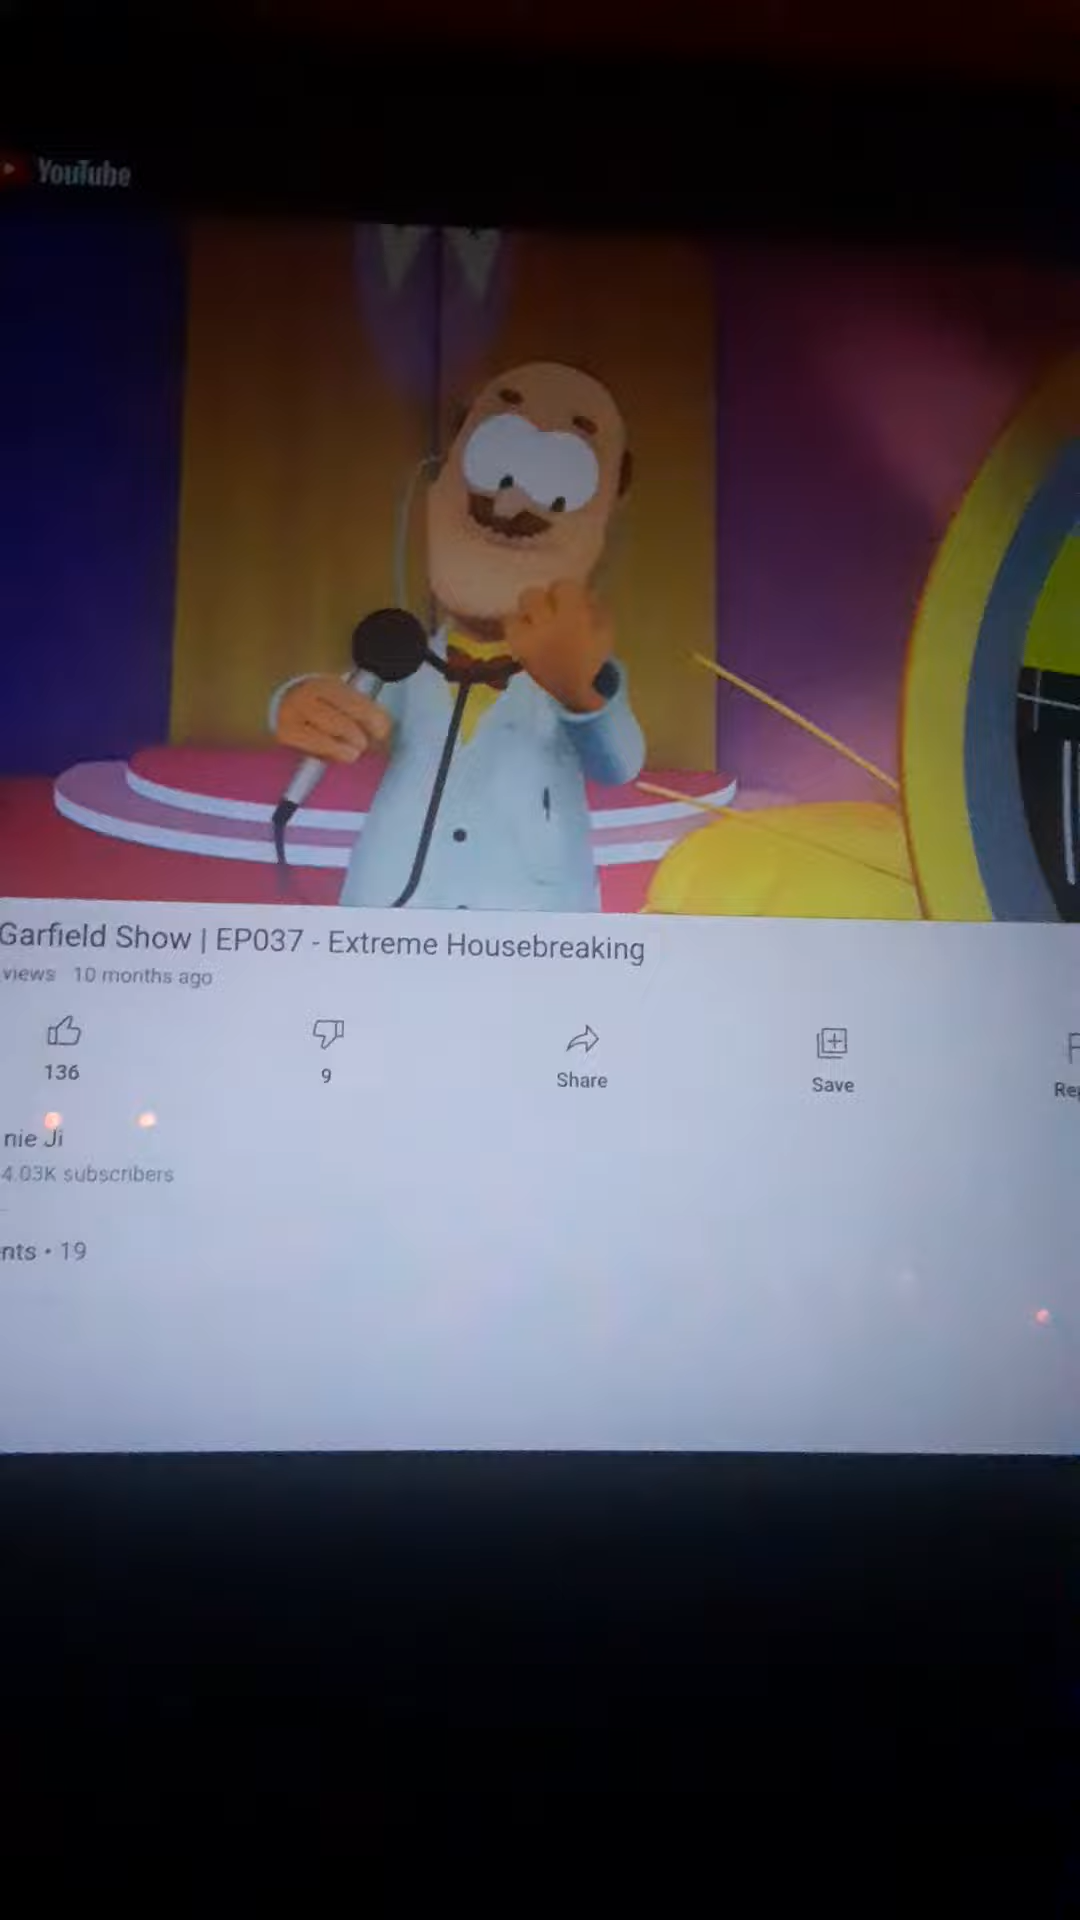 YouTube
Garfield Show | EP037 - Extreme Housebreaking
views 10 months ago
136
9
Share
Save
Rep
nie Ji
4.03K subscribers
nts • 19